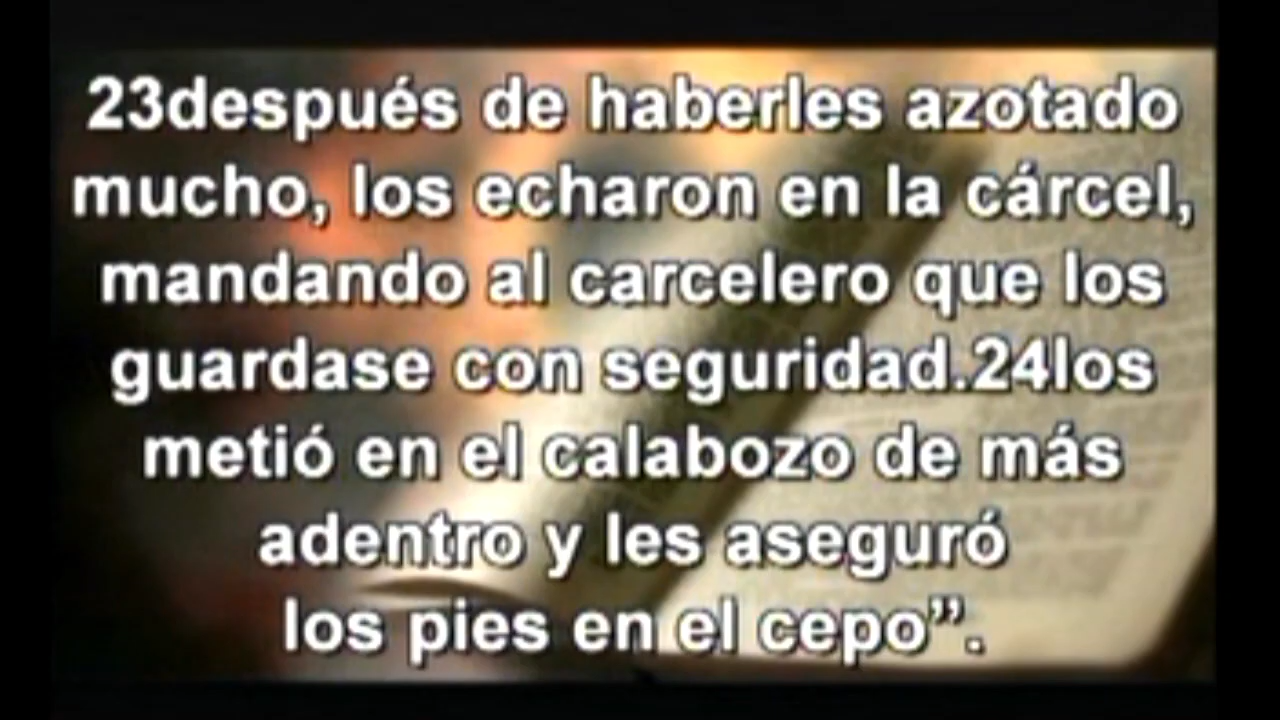 23después de haberles azotado
mucho, los echaron en la cárcel,
mandando al carcelero que los
guardase con seguridad.24los
metió en el calabozo de más
adentro y les aseguró
los pies en el cepo”.